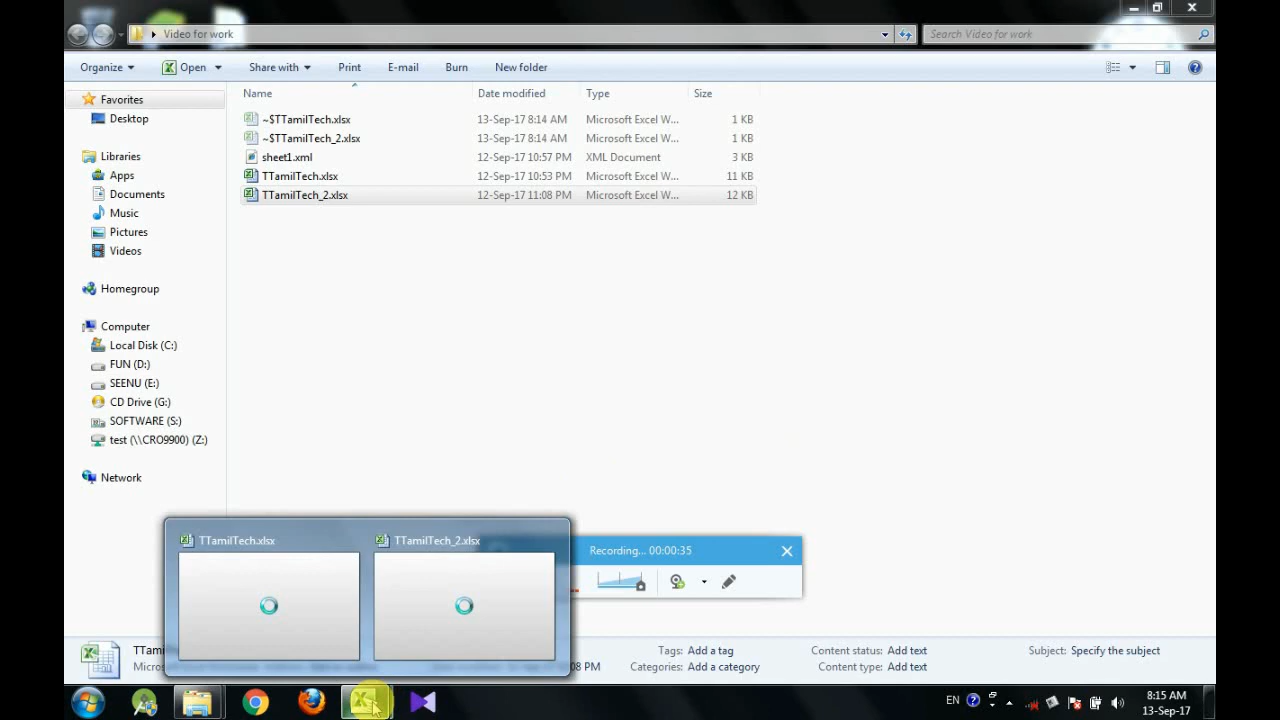 Video for work
Search Video for work
Organize Open Share with Print E-mail Burn New folder
Name Date modified Type Size
~$TTamilTech.xlsx 13-Sep-17 8:14 AM Microsoft Excel W... 1 KB
~$TTamilTech_2.xlsx 13-Sep-17 8:14 AM Microsoft Excel W... 1 KB
sheet1.xml 12-Sep-17 10:57 PM XML Document 3 KB
TTamilTech.xlsx 12-Sep-17 10:53 PM Microsoft Excel W... 11 KB
TTamilTech_2.xlsx 12-Sep-17 11:08 PM Microsoft Excel W... 12 KB
Favorites
Desktop
Libraries
Apps
Documents
Music
Pictures
Videos
Homegroup
Computer
Local Disk (C:)
FUN (D:)
SEENU (E:)
CD Drive (G:)
SOFTWARE (S:)
test (\\CRO9900) (Z:)
Network
TTamilTech.xlsx TTamilTech_2.xlsx
Recording... 00:00:35
Tags: Add a tag Content status: Add text Subject: Specify the subject
08 PM Categories: Add a category Content type: Add text
EN 8:15 AM
13-Sep-17